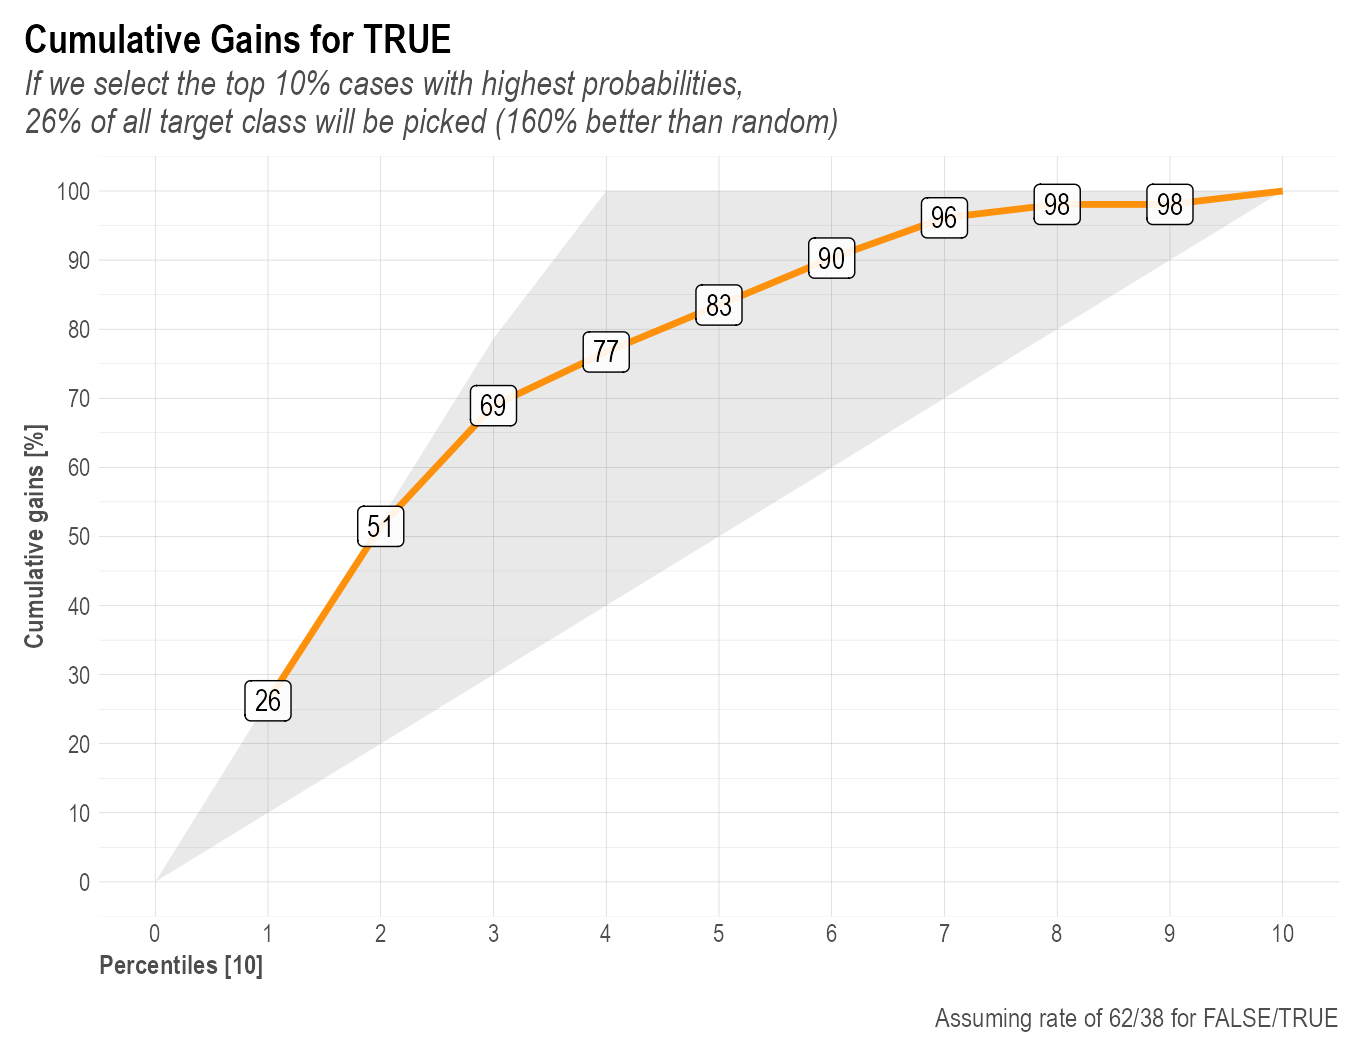 Cumulative Gains for TRUE
If we select the top 10% cases with highest probabilities,
26% of all target class will be picked (160% better than random)
Cumulative gains [%]
100
90
80
70
60
50
40
30
20
10
0
26
51
69
77
83
90
96
98
98
0 1 2 3 4 5 6 7 8 9 10
Percentiles [10]
Assuming rate of 62/38 for FALSE/TRUE